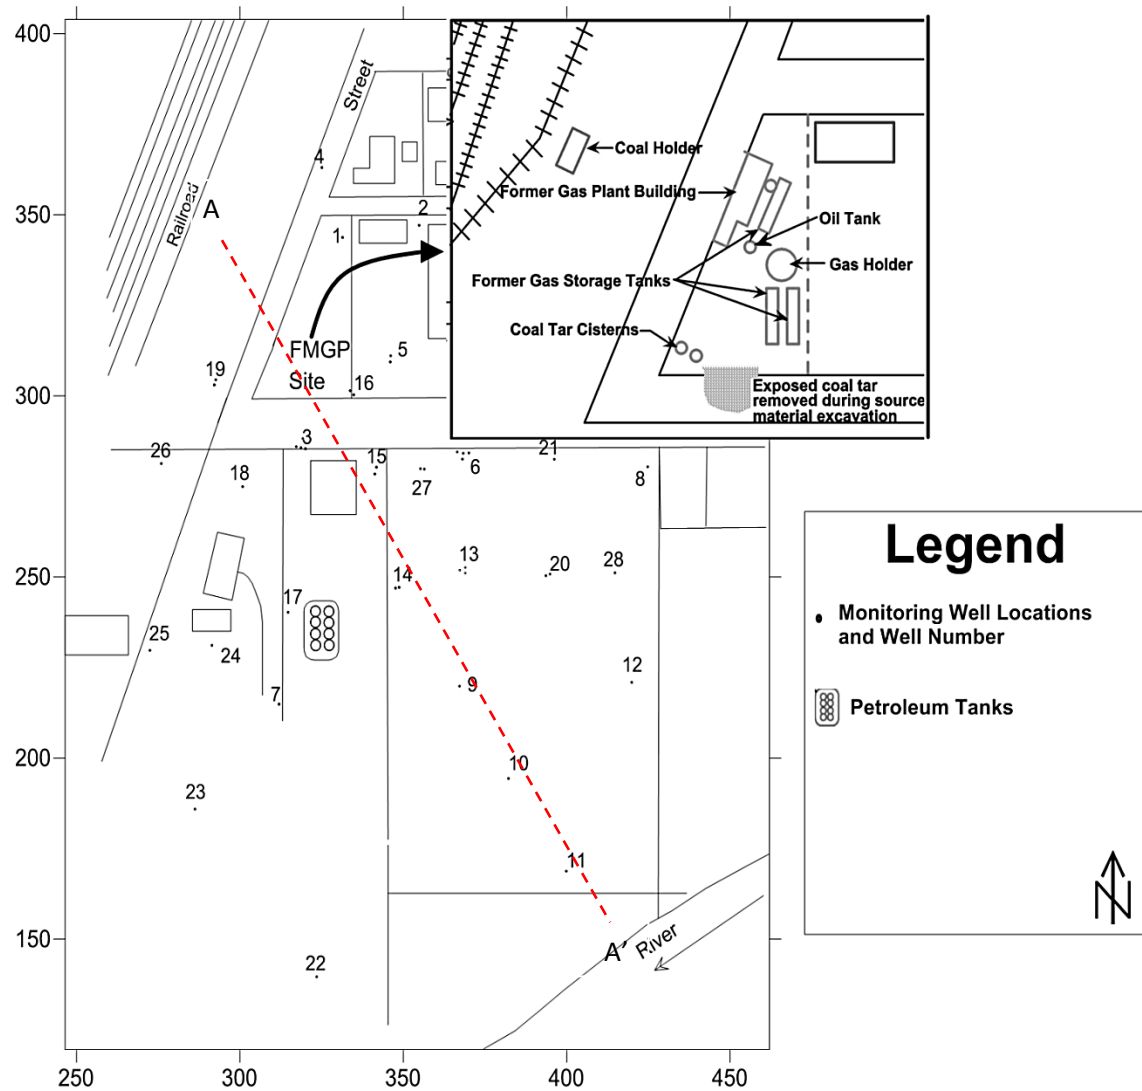 400
350
300
250
200
150
250
300
350
400
450
Railroad
Street
A
4
2
1
FMGP
Site
5
16
19
3
26
18
15
27
6
21
8
13
14
20
28
17
25
24
7
9
12
10
23
11
22
A´
River
Coal Holder
Former Gas Plant Building
Oil Tank
Gas Holder
Former Gas Storage Tanks
Coal Tar Cisterns
Exposed coal tar
removed during source
material excavation
Legend
Monitoring Well Locations
and Well Number
Petroleum Tanks
N